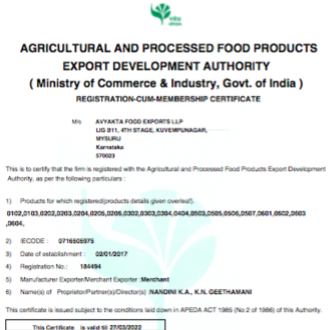 AGRICULTURAL AND PROCESSED FOOD PRODUCTS
EXPORT DEVELOPMENT AUTHORITY
( Ministry of Commerce & Industry, Govt. of India )
REGISTRATION-CUM-MEMBERSHIP CERTIFICATE
M/s AVYAKTA FOOD EXPORTS LLP
LIG 311, 4TH STAGE, KUVEMPUNAGAR,
MYSURU
Karnataka
570023
This is to certify that the firm is registered with the Agricultural and Processed Food Products Export Development
Authority, as per the following particulars :
1) Products for which registered(products details given overleaf).
0102,0103,0202,0203,0204,0205,0206,0302,0303,0304,0404,0503,0505,0506,0507,0601,0602,0603
,0604,
2) IECODE : 0716505975
3) Date of establishment : 02/01/2017
4) Registration No.: 184494
5) Manufacturer Exporter/Merchant Exporter :Merchant
6) Name(s) of Proprietor/Partner(s)/Director(s) :NANDINI K.A., K.N. GEETHAMANI
This certificate is issued subject to the conditions laid down in APEDA ACT 1985 (No.2 of 1986) of this Authority.
This Certificate is valid till 27/03/2022